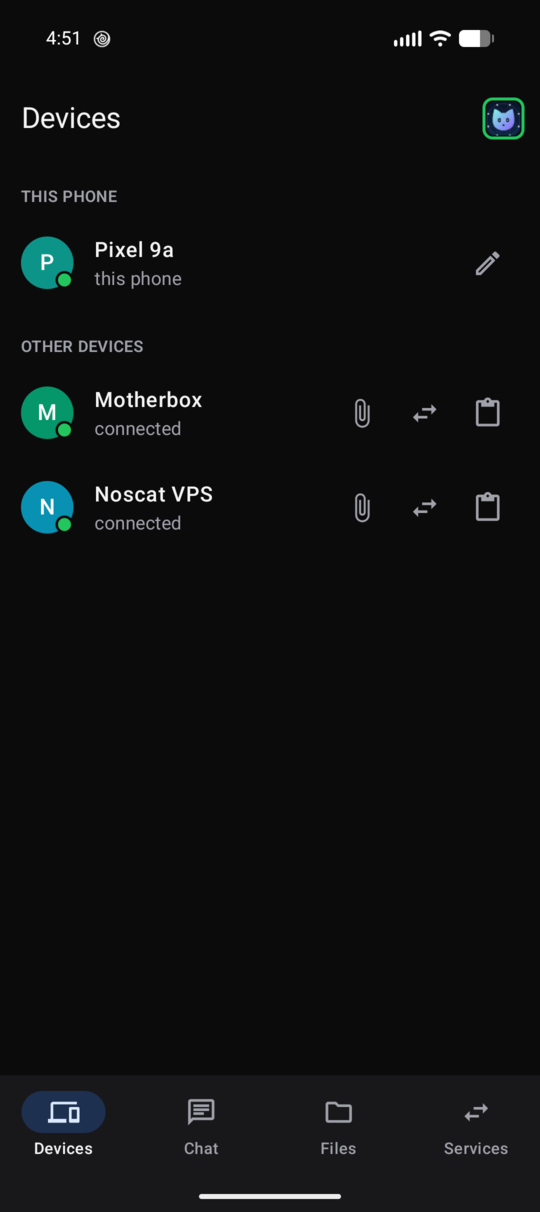 4:51
Devices
THIS PHONE
P
Pixel 9a
this phone
OTHER DEVICES
M
Motherbox
connected
N
Noscat VPS
connected
Devices
Chat
Files
Services